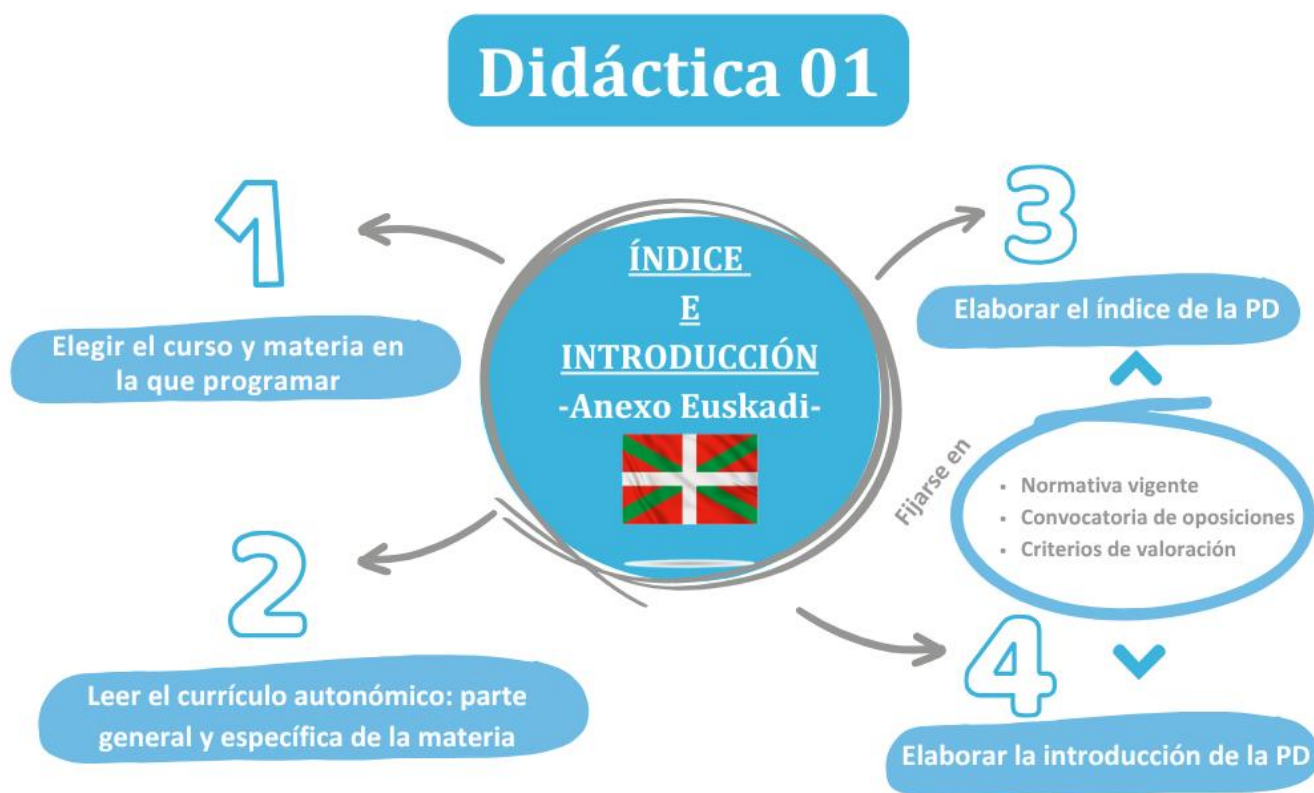 Didáctica 01
1
Elegir el curso y materia en
la que programar
2
Leer el currículo autonómico: parte
general y específica de la materia
ÍNDICE
E
INTRODUCCIÓN
-Anexo Euskadi-
3
Elaborar el índice de la PD
Fijarse en
▪ Normativa vigente
▪ Convocatoria de oposiciones
▪ Criterios de valoración
4
Elaborar la introducción de la PD